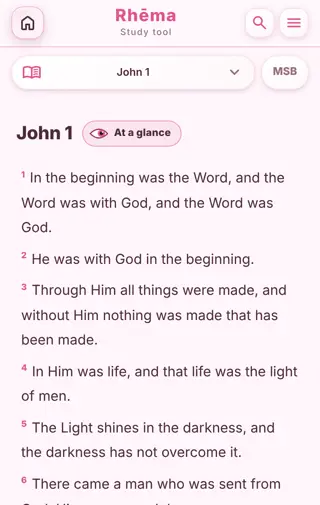 Rhēma
Study tool
John 1
MSB
John 1
At a glance
1 In the beginning was the Word, and the
Word was with God, and the Word was
God.
2 He was with God in the beginning.
3 Through Him all things were made, and
without Him nothing was made that has
been made.
4 In Him was life, and that life was the light
of men.
5 The Light shines in the darkness, and
the darkness has not overcome it.
6 There came a man who was sent from